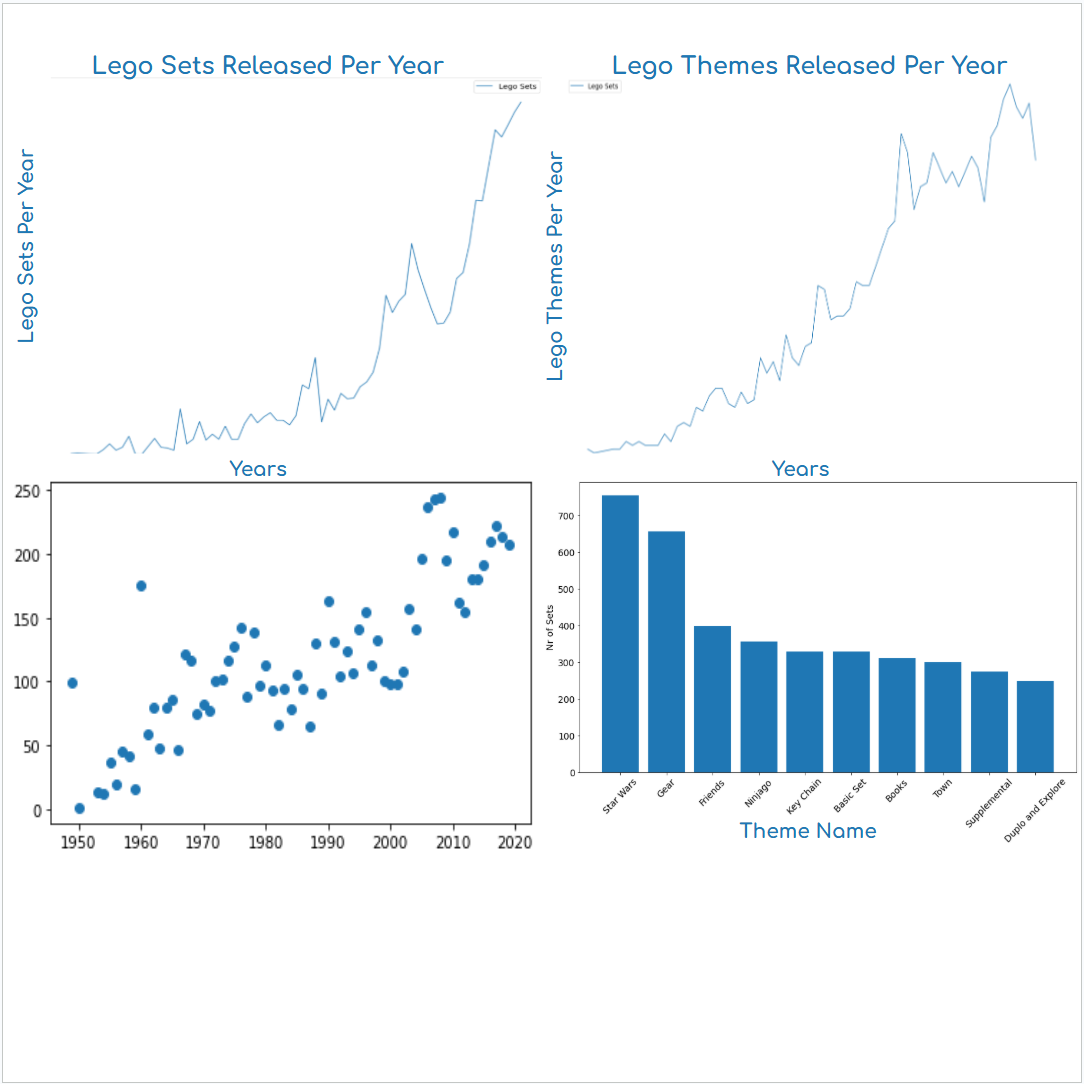 Lego Sets Released Per Year
Lego Sets
Lego Sets Per Year
Years
Lego Themes Released Per Year
Lego Sets
Lego Themes Per Year
Years
250
200
150
100
50
0
1950 1960 1970 1980 1990 2000 2010 2020
700
600
500
400
300
200
100
0
Nr of Sets
Star Wars
Gear
Friends
Ninjago
Key Chain
Basic Set
Books
Town
Supplemental
Duplo and Explore
Theme Name